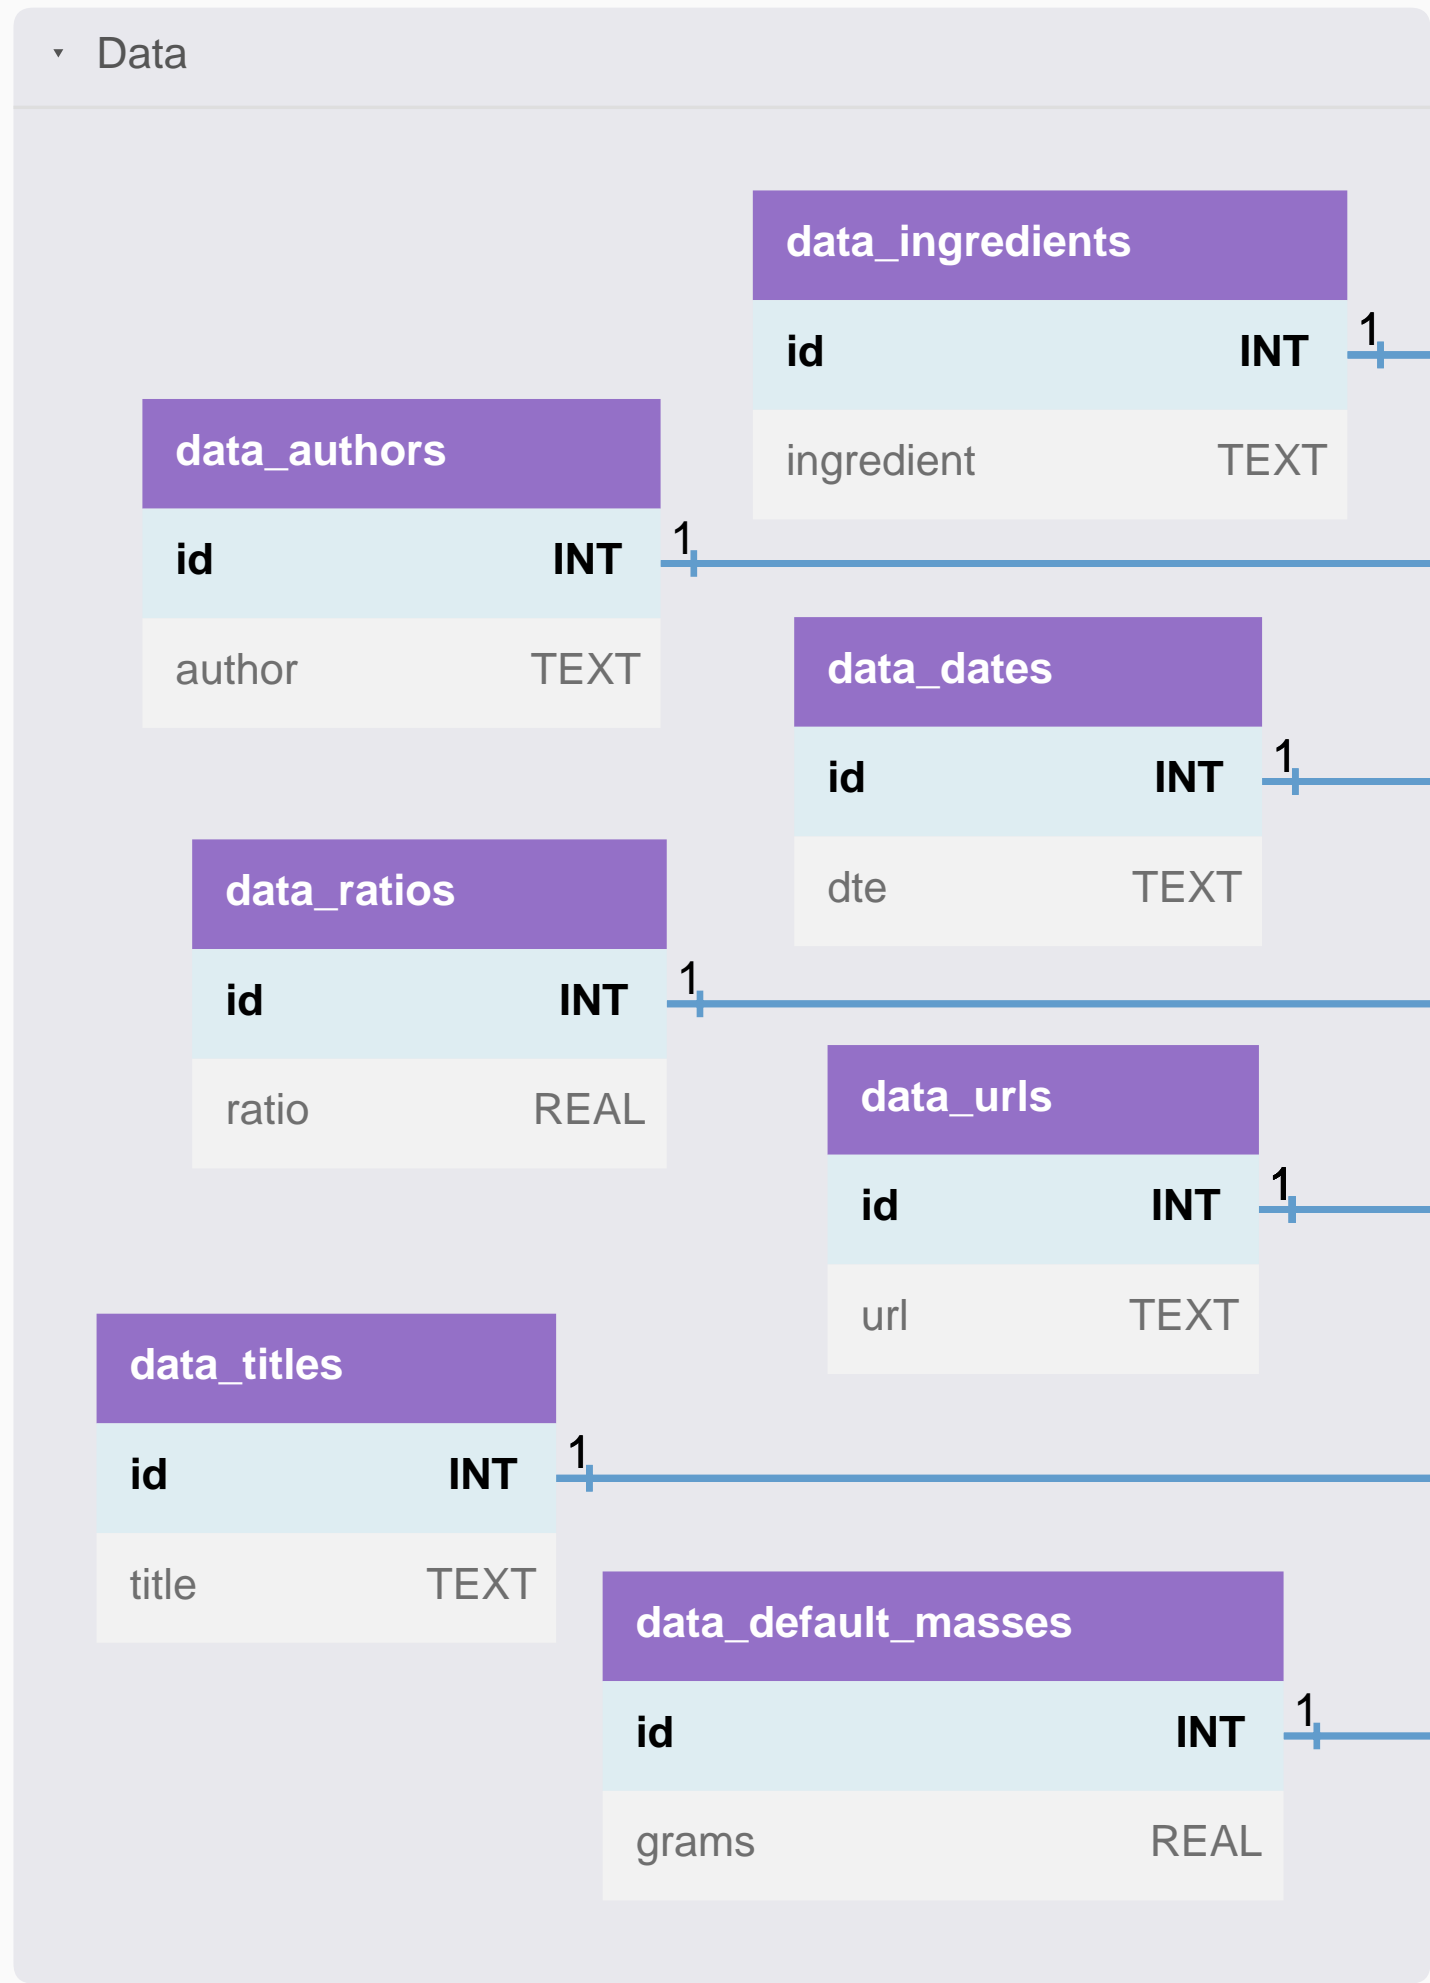 Data
data_ingredients
id INT 1
ingredient TEXT
data_authors
id INT 1
author TEXT
data_dates
id INT 1
dte TEXT
data_ratios
id INT 1
ratio REAL
data_urls
id INT 1
url TEXT
data_titles
id INT 1
title TEXT
data_default_masses
id INT 1
grams REAL